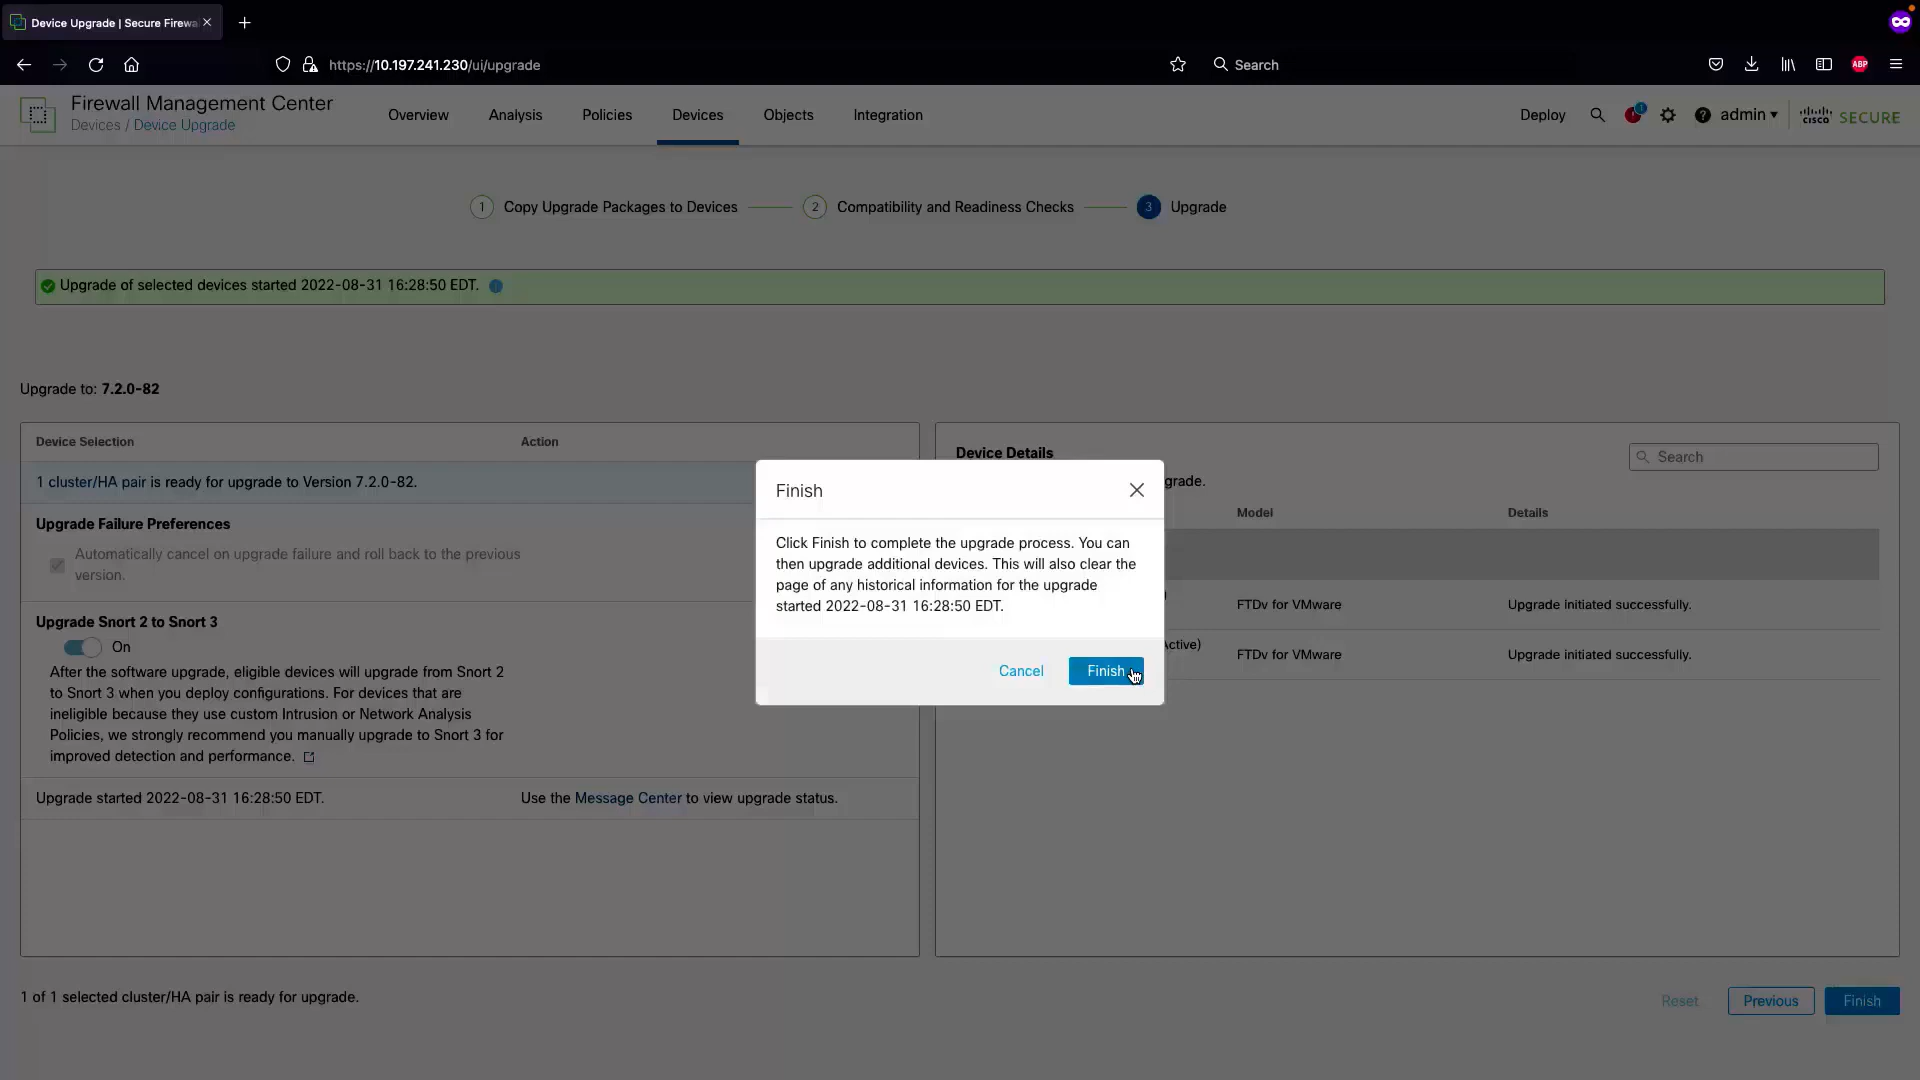 Device Upgrade | Secure Firewa
https://10.197.241.230/ui/upgrade
Search
ABP
Firewall Management Center
Devices / Device Upgrade
Overview
Analysis
Policies
Devices
Objects
Integration
Deploy
admin
CISCO SECURE
1 Copy Upgrade Packages to Devices
2 Compatibility and Readiness Checks
3 Upgrade
Upgrade of selected devices started 2022-08-31 16:28:50 EDT.
Upgrade to: 7.2.0-82
Device Selection
Action
1 cluster/HA pair is ready for upgrade to Version 7.2.0-82.
Upgrade Failure Preferences
Automatically cancel on upgrade failure and roll back to the previous
version.
Upgrade Snort 2 to Snort 3
On
After the software upgrade, eligible devices will upgrade from Snort 2
to Snort 3 when you deploy configurations. For devices that are
ineligible because they use custom Intrusion or Network Analysis
Policies, we strongly recommend you manually upgrade to Snort 3 for
improved detection and performance.
Upgrade started 2022-08-31 16:28:50 EDT.
Use the Message Center to view upgrade status.
Finish
Click Finish to complete the upgrade process. You can
then upgrade additional devices. This will also clear the
page of any historical information for the upgrade
started 2022-08-31 16:28:50 EDT.
Cancel
Finish
Device Details
Search
grade.
Model
Details
FTDv for VMware
Upgrade initiated successfully.
Active)
FTDv for VMware
Upgrade initiated successfully.
1 of 1 selected cluster/HA pair is ready for upgrade.
Reset
Previous
Finish